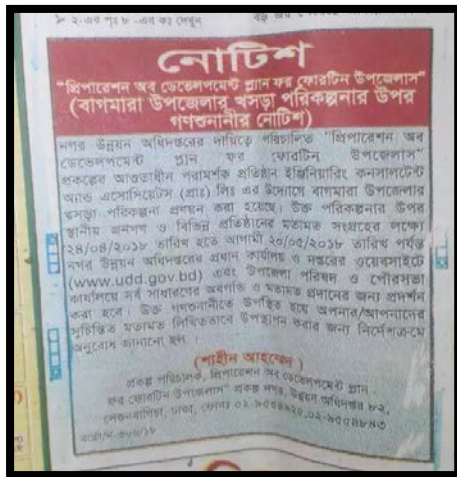 ২-এর পৃঃ ৮ -এর কঃ দেখুন
নোটিশ
"প্রিপারেশন অব ডেভেলপমেন্ট প্ল্যান ফর ফোরটিন উপজেলাস"
(বাগমারা উপজেলার খসড়া পরিকল্পনার উপর
গণশুনানীর নোটিশ)
নগর উন্নয়ন অধিদপ্তরের দায়িত্বে পরিচালিত "প্রিপারেশন অব
ডেভেলপমেন্ট প্ল্যান ফর ফোরটিন উপজেলাস"
প্রকল্পের আওতাধীন পরামর্শক প্রতিষ্ঠান ইঞ্জিনিয়ারিং কনসালটেন্ট
অ্যান্ড এসোসিয়েটস (প্রাঃ) লিঃ এর উদ্যোগে বাগমারা উপজেলার
খসড়া পরিকল্পনা প্রণয়ন করা হয়েছে। উক্ত পরিকল্পনার উপর
স্থানীয় জনগণ ও বিভিন্ন প্রতিষ্ঠানের মতামত সংগ্রহের লক্ষ্যে
২৪/০৪/২০১৮ তারিখ হতে আগামী ২০/০৫/২০১৮ তারিখ পর্যন্ত
নগর উন্নয়ন অধিদপ্তরের প্রধান কার্যালয় ও দপ্তরের ওয়েবসাইটে
(www.udd.gov.bd) এবং উপজেলা পরিষদ ও পৌরসভা
কার্যালয়ে সর্ব সাধারণের অবগতি ও মতামত প্রদানের জন্য প্রদর্শন
করা হবে। উক্ত গণশুনানীতে উপস্থিত হয়ে আপনার/আপনাদের
সুচিন্তিত মতামত লিখিতভাবে উপস্থাপন করার জন্য নির্দেশক্রমে
অনুরোধ জানানো হল ।
(শাহীন আহম্মেদ)
প্রকল্প পরিচালক, প্রিপারেশন অব ডেভেলপমেন্ট প্ল্যান
ফর ফোরটিন উপজেলাস" প্রকল্প নগর, উন্নয়ন অধিদপ্তর ৮২,
সেগুনবাগিচা, ঢাকা, ফোনঃ